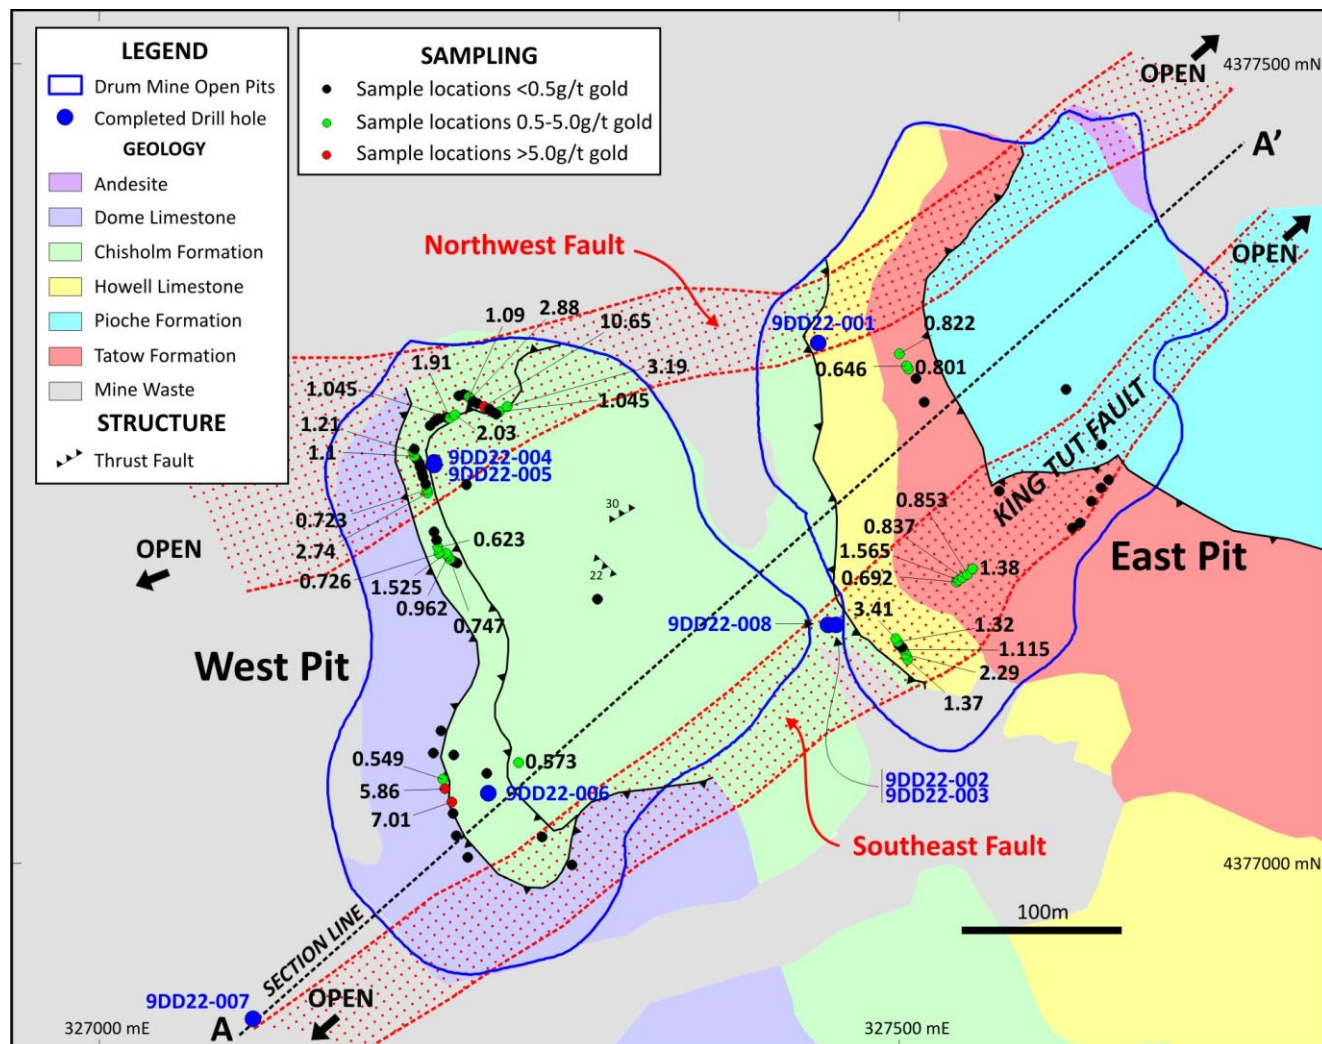 LEGEND
Drum Mine Open Pits
Completed Drill hole
GEOLOGY
Andesite
Dome Limestone
Chisholm Formation
Howell Limestone
Pioche Formation
Tatow Formation
Mine Waste
STRUCTURE
Thrust Fault
SAMPLING
Sample locations <0.5g/t gold
Sample locations 0.5-5.0g/t gold
Sample locations >5.0g/t gold
OPEN
4377500 mN
A'
OPEN
Northwest Fault
1.09
2.88
10.65
9DD22-001
0.822
1.91
3.19
0.646
0.801
1.045
1.045
1.21
2.03
1.1
9DD22-004
9DD22-005
KING TUT FAULT
30
0.723
0.853
2.74
0.623
0.837
OPEN
1.565
East Pit
0.726
1.525
22
0.692
1.38
0.962
0.747
3.41
9DD22-008
1.32
1.115
West Pit
2.29
1.37
0.549
0.573
5.86
9DD22-006
9DD22-002
9DD22-003
7.01
Southeast Fault
4377000 mN
100m
SECTION LINE
9DD22-007
OPEN
A
327000 mE
327500 mE